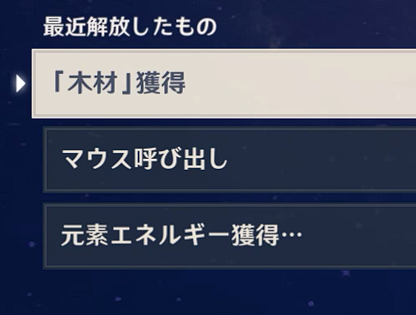 最近解放したもの
「木材」獲得
マウス呼び出し
元素エネルギー獲得…